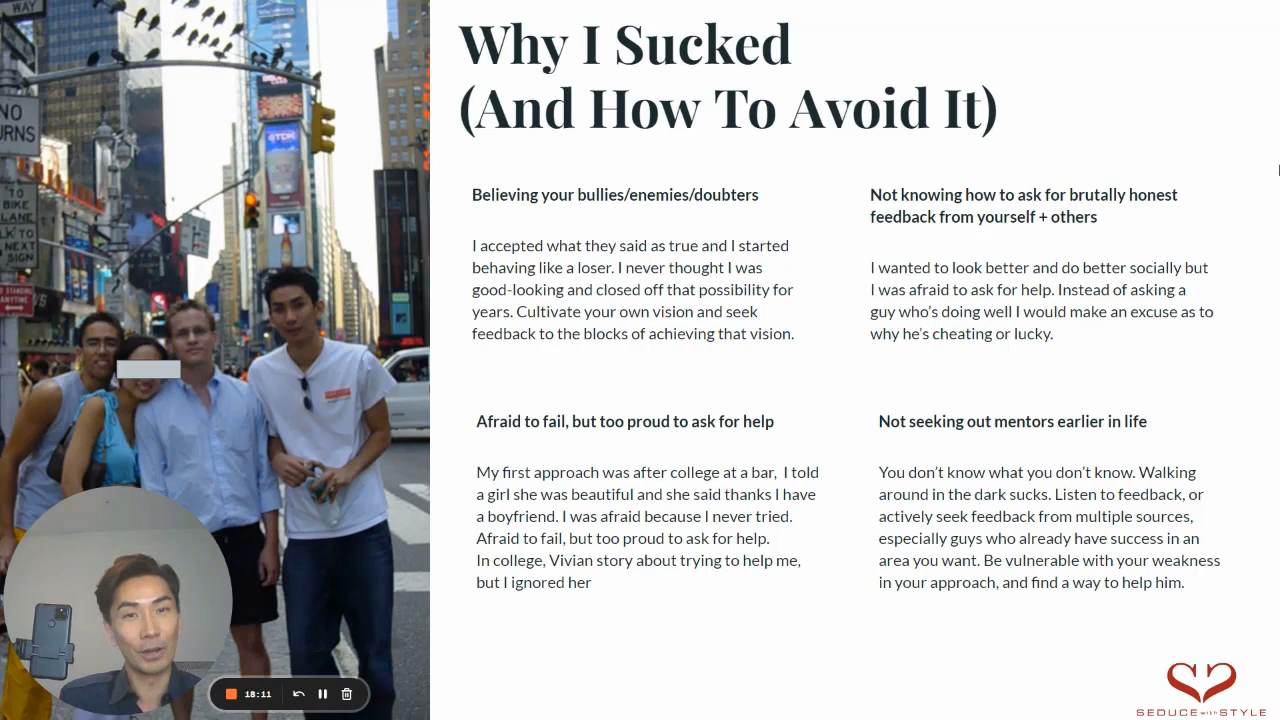 WAY
NO
URNS
TO
BIKE
LANE
NEXT
SIGN
STANDING
ANYTIME
TDK
Why I Sucked
(And How To Avoid It)
Believing your bullies/enemies/doubters
I accepted what they said as true and I started
behaving like a loser. I never thought I was
good-looking and closed off that possibility for
years. Cultivate your own vision and seek
feedback to the blocks of achieving that vision.
Not knowing how to ask for brutally honest
feedback from yourself + others
I wanted to look better and do better socially but
I was afraid to ask for help. Instead of asking a
guy who's doing well I would make an excuse as to
why he's cheating or lucky.
Afraid to fail, but too proud to ask for help
My first approach was after college at a bar,  I told
a girl she was beautiful and she said thanks I have
a boyfriend. I was afraid because I never tried.
Afraid to fail, but too proud to ask for help.
In college, Vivian story about trying to help me,
but I ignored her
Not seeking out mentors earlier in life
You don't know what you don't know. Walking
around in the dark sucks. Listen to feedback, or
actively seek feedback from multiple sources,
especially guys who already have success in an
area you want. Be vulnerable with your weakness
in your approach, and find a way to help him.
18:11
SEDUCE with STYLE